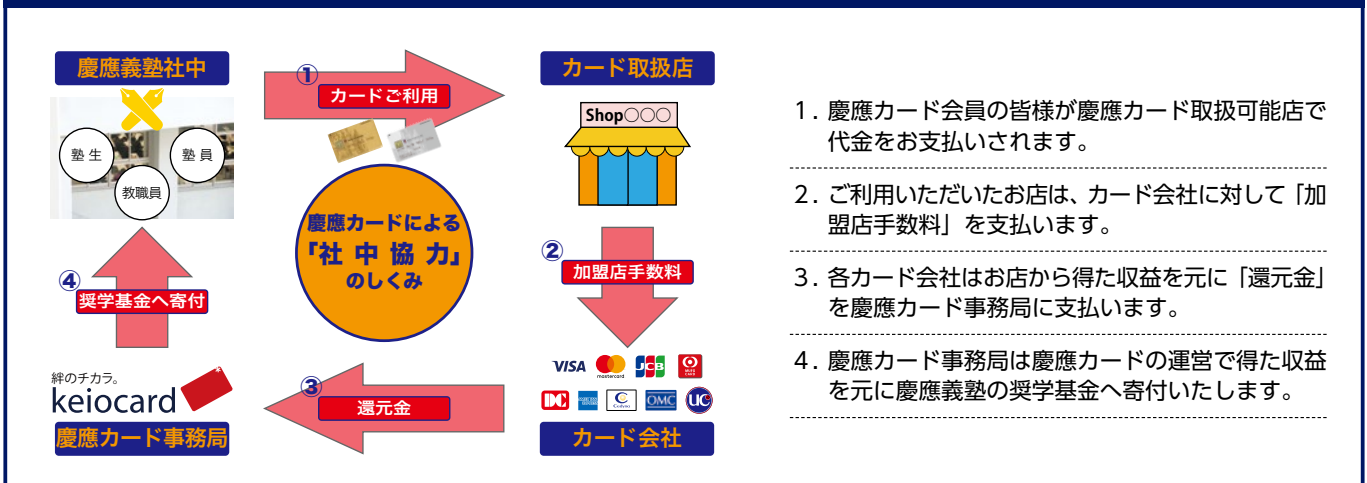 慶應義塾社中
塾生
塾員
教職員
①
カードご利用
カード取扱店
Shop○○○
慶應カードによる
「社中協力」
のしくみ
②
加盟店手数料
④
奨学基金へ寄付
絆のチカラ。
keiocard
慶應カード事務局
③
還元金
VISA
mastercard
JCB
DC
Cedyna
OMC
UC
カード会社
1. 慶應カード会員の皆様が慶應カード取扱可能店で
代金をお支払いされます。
2. ご利用いただいたお店は、カード会社に対して「加
盟店手数料」を支払います。
3. 各カード会社はお店から得た収益を元に「還元金」
を慶應カード事務局に支払います。
4. 慶應カード事務局は慶應カードの運営で得た収益
を元に慶應義塾の奨学基金へ寄付いたします。